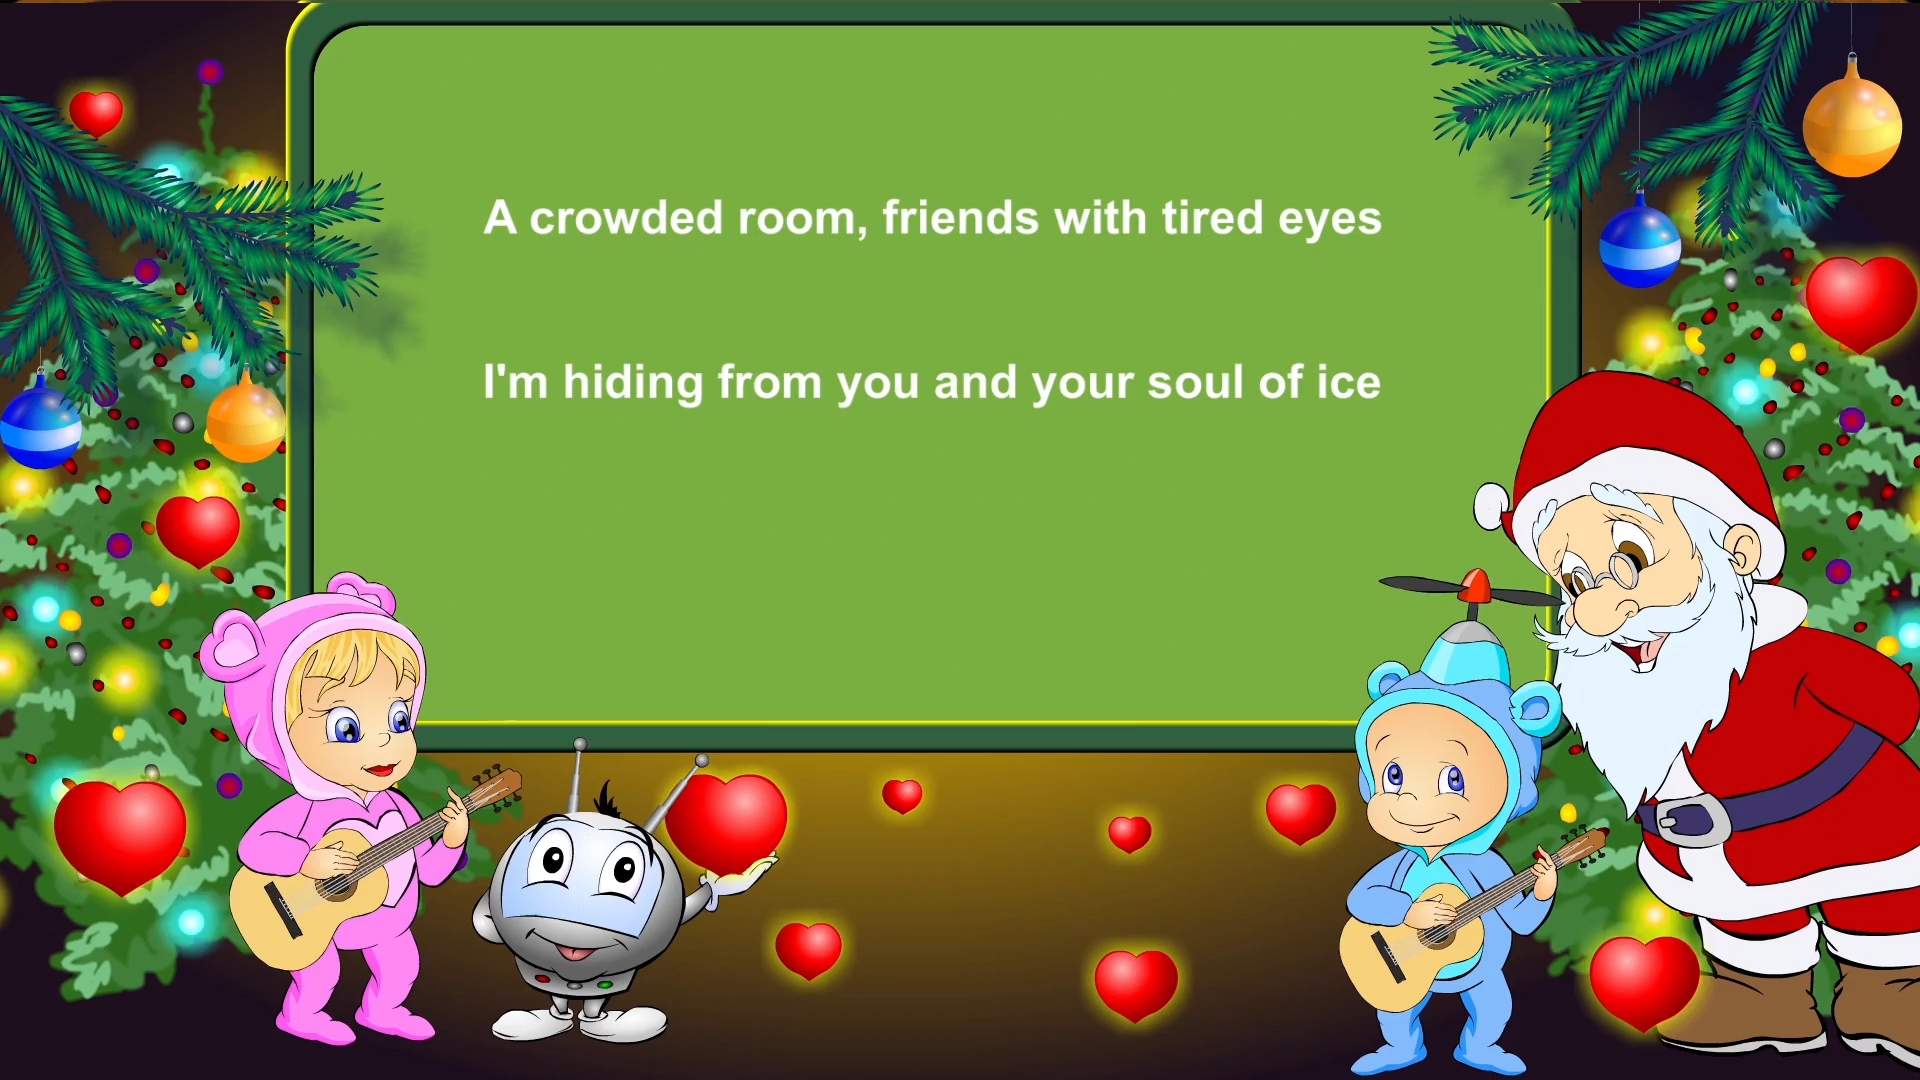 A crowded room, friends with tired eyes
I'm hiding from you and your soul of ice